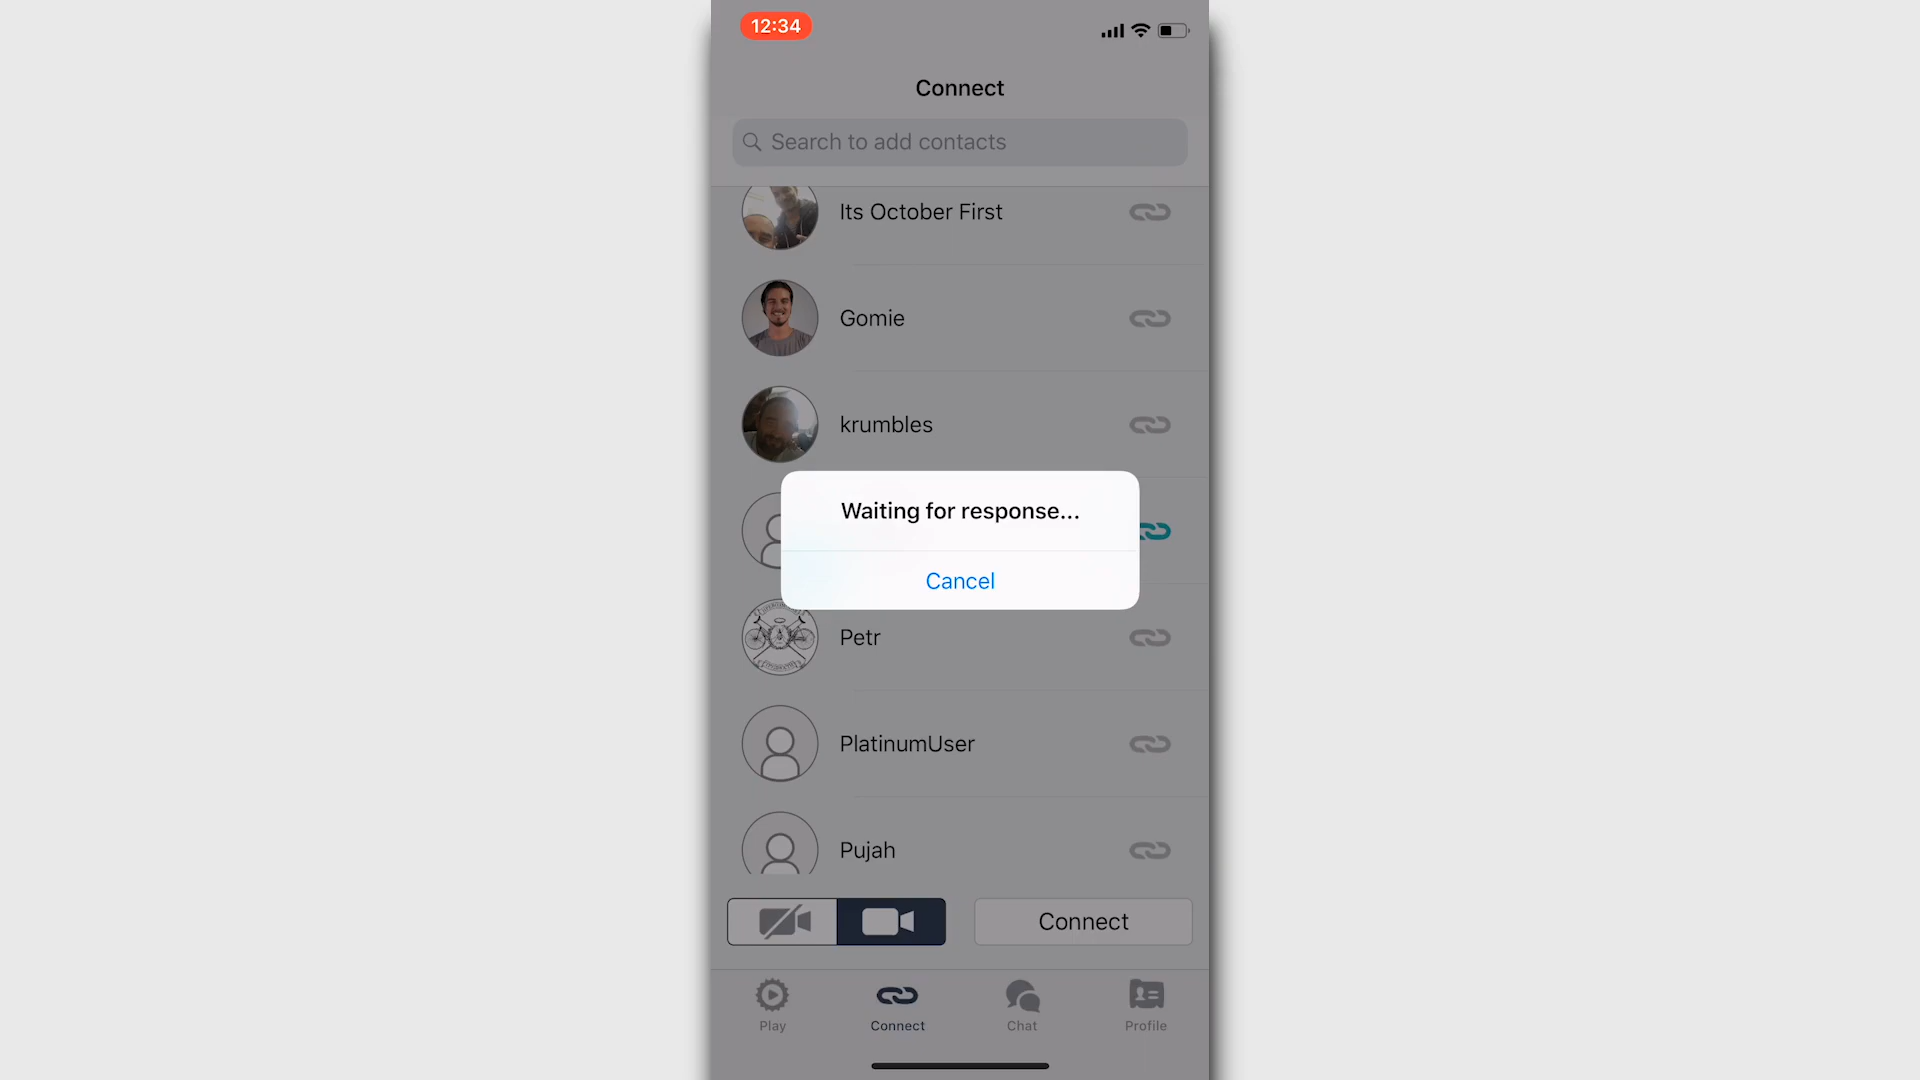 12:34
Connect
Search to add contacts
Its October First
Gomie
krumbles
Waiting for response...
Cancel
Petr
PlatinumUser
Pujah
Connect
Play
Connect
Chat
Profile